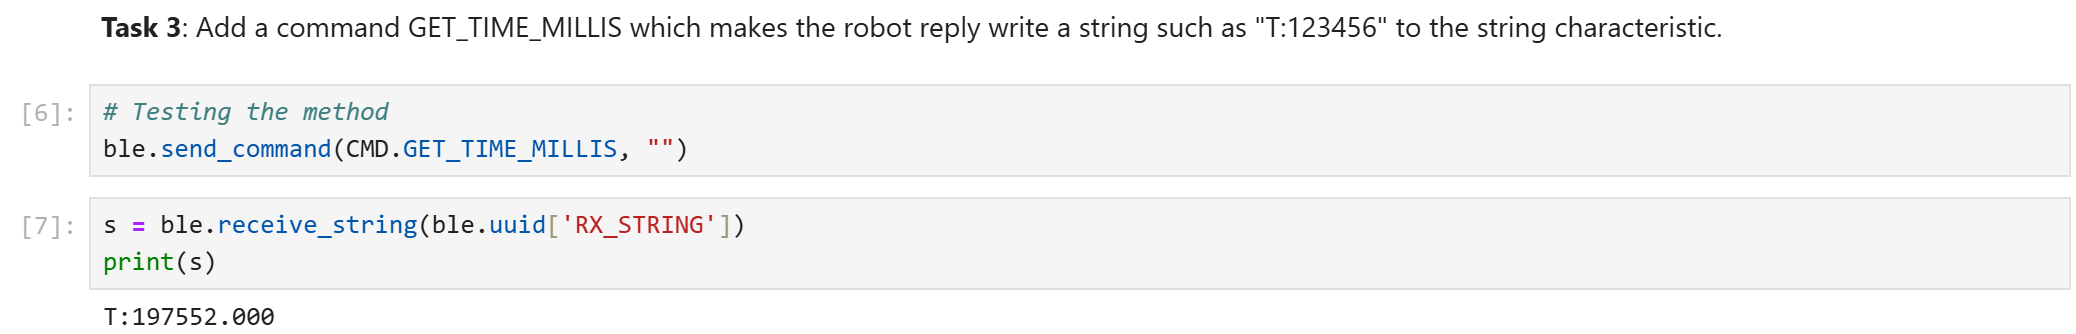 Task 3: Add a command GET_TIME_MILLIS which makes the robot reply write a string such as "T:123456" to the string characteristic.
[6]:
# Testing the method
ble.send_command(CMD.GET_TIME_MILLIS, "")
[7]:
s = ble.receive_string(ble.uuid['RX_STRING'])
print(s)
T:197552.000